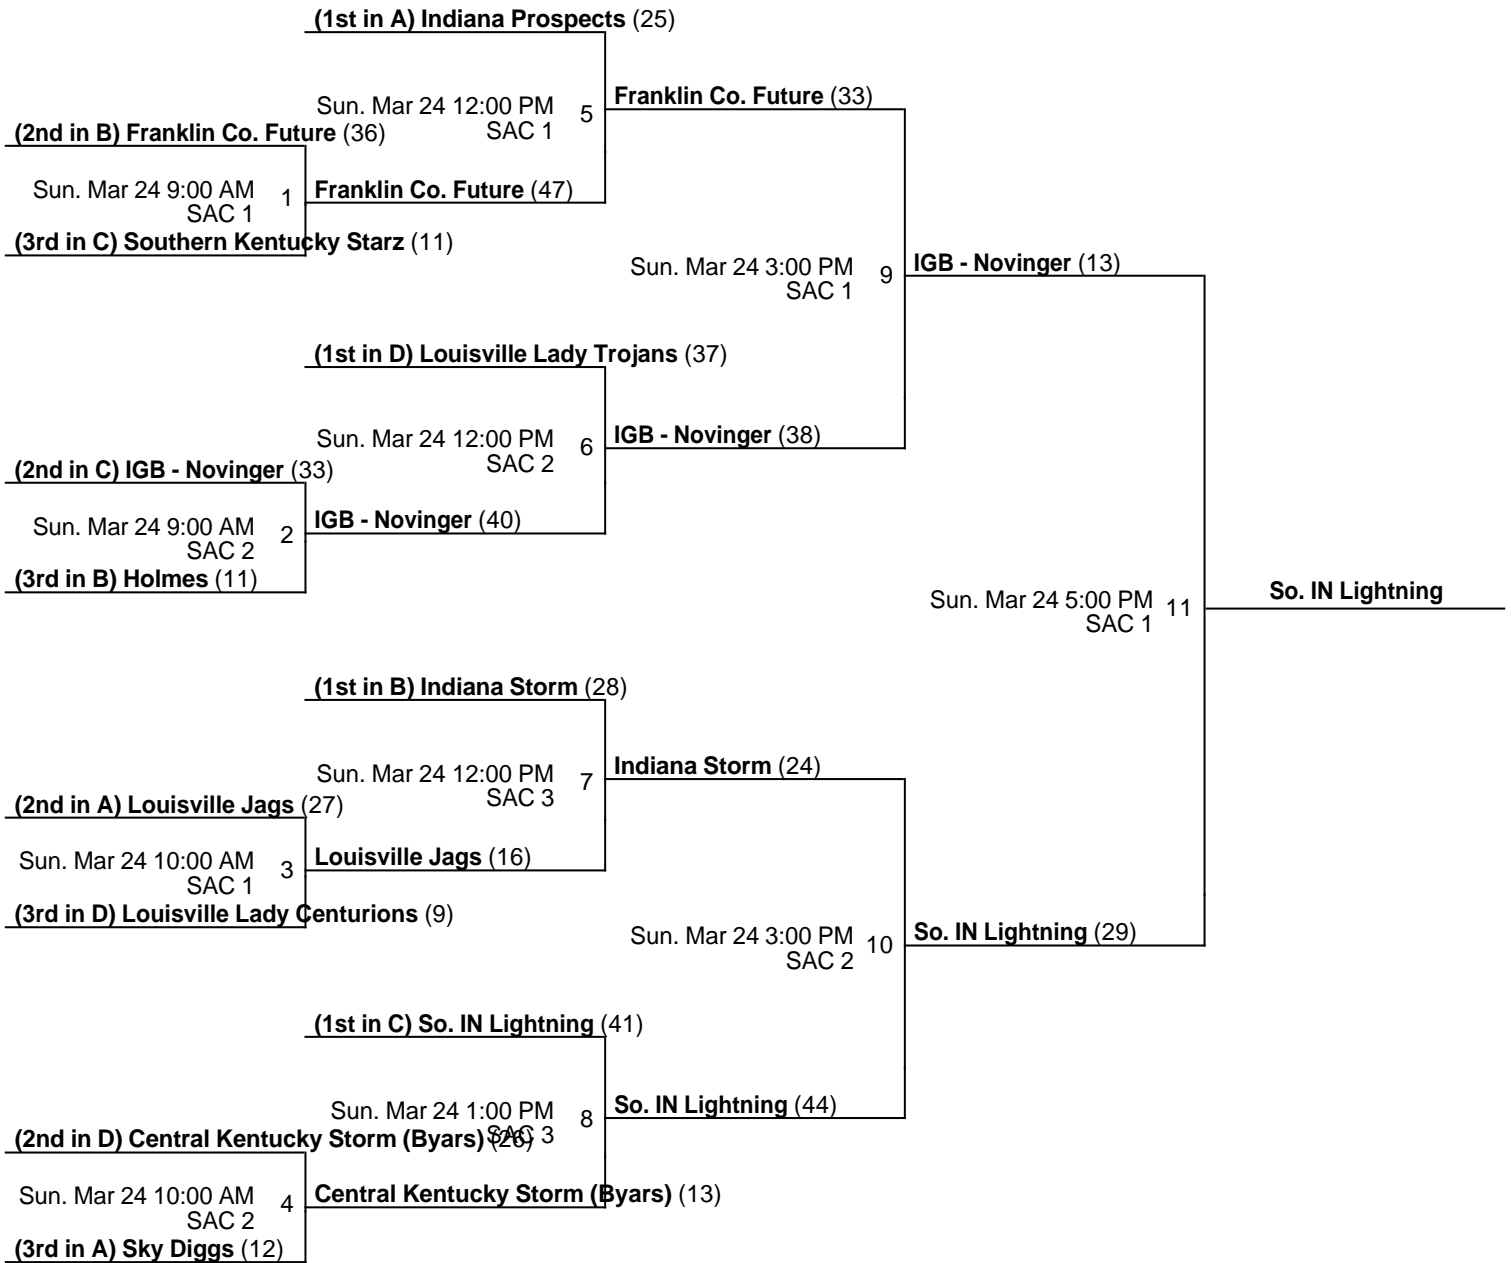 (1st in A) Indiana Prospects (25)
Sun. Mar 24 12:00 PM 5
SAC 1
Franklin Co. Future (33)
(2nd in B) Franklin Co. Future (36)
Sun. Mar 24 9:00 AM 1
SAC 1
Franklin Co. Future (47)
(3rd in C) Southern Kentucky Starz (11)
Sun. Mar 24 3:00 PM 9
SAC 1
IGB - Novinger (13)
(1st in D) Louisville Lady Trojans (37)
Sun. Mar 24 12:00 PM 6
SAC 2
IGB - Novinger (38)
(2nd in C) IGB - Novinger (33)
Sun. Mar 24 9:00 AM 2
SAC 2
IGB - Novinger (40)
(3rd in B) Holmes (11)
Sun. Mar 24 5:00 PM 11
SAC 1
So. IN Lightning
(1st in B) Indiana Storm (28)
Sun. Mar 24 12:00 PM 7
SAC 3
Indiana Storm (24)
(2nd in A) Louisville Jags (27)
Sun. Mar 24 10:00 AM 3
SAC 1
Louisville Jags (16)
(3rd in D) Louisville Lady Centurions (9)
Sun. Mar 24 3:00 PM 10
SAC 2
So. IN Lightning (29)
(1st in C) So. IN Lightning (41)
Sun. Mar 24 1:00 PM 8
SAC 3
So. IN Lightning (44)
(2nd in D) Central Kentucky Storm (Byars) (26)
Sun. Mar 24 10:00 AM 4
SAC 2
Central Kentucky Storm (Byars) (13)
(3rd in A) Sky Diggs (12)